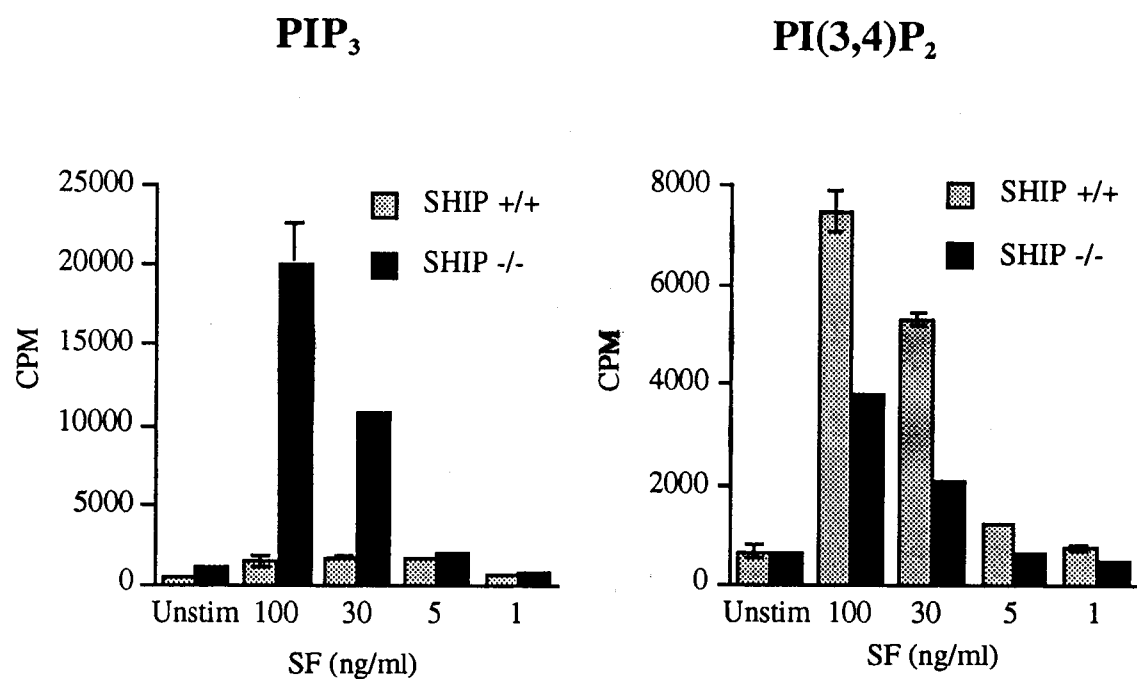 PIP₃
25000
20000
15000
10000
5000
0
CPM
SHIP +/+
SHIP -/-
Unstim 100 30 5 1
SF (ng/ml)
PI(3,4)P₂
8000
6000
4000
2000
0
CPM
SHIP +/+
SHIP -/-
Unstim 100 30 5 1
SF (ng/ml)